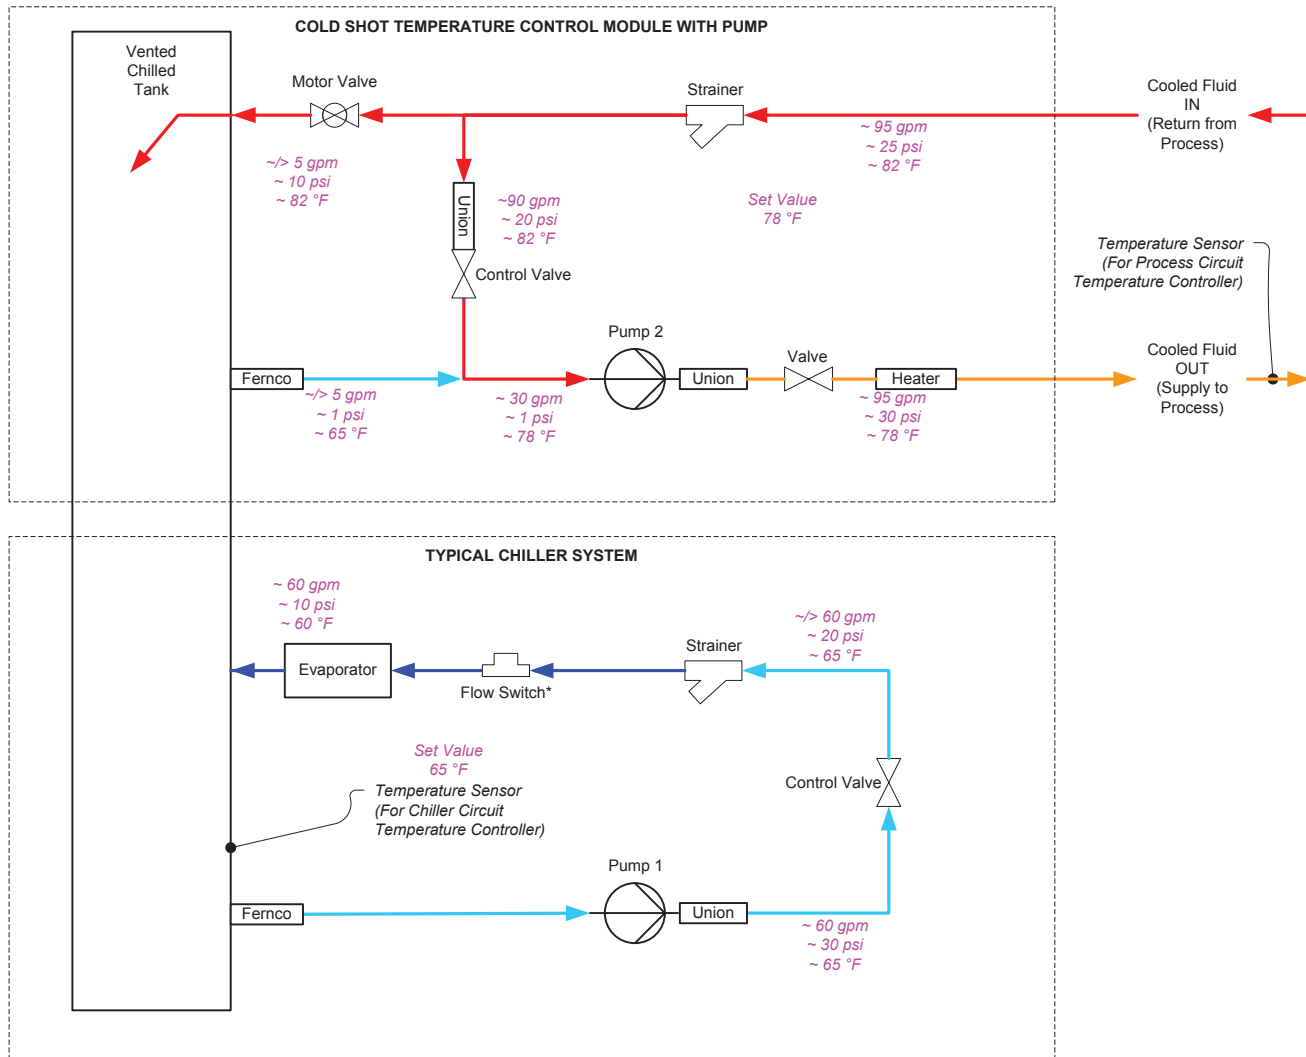 COLD SHOT TEMPERATURE CONTROL MODULE WITH PUMP
Vented
Chilled
Tank
Motor Valve
Strainer
Cooled Fluid
IN
(Return from
Process)
~ 95 gpm
~ 25 psi
~ 82 °F
~/> 5 gpm
~ 10 psi
~ 82 °F
Union
~90 gpm
~ 20 psi
~ 82 °F
Set Value
78 °F
Control Valve
Temperature Sensor
(For Process Circuit
Temperature Controller)
Pump 2
Valve
Cooled Fluid
OUT
(Supply to
Process)
Fernco
Union
Heater
~/> 5 gpm
~ 1 psi
~ 65 °F
~ 30 gpm
~ 1 psi
~ 78 °F
~ 95 gpm
~ 30 psi
~ 78 °F
TYPICAL CHILLER SYSTEM
~ 60 gpm
~ 10 psi
~ 60 °F
~/> 60 gpm
~ 20 psi
~ 65 °F
Strainer
Evaporator
Flow Switch*
Set Value
65 °F
Temperature Sensor
(For Chiller Circuit
Temperature Controller)
Control Valve
Pump 1
Fernco
Union
~ 60 gpm
~ 30 psi
~ 65 °F